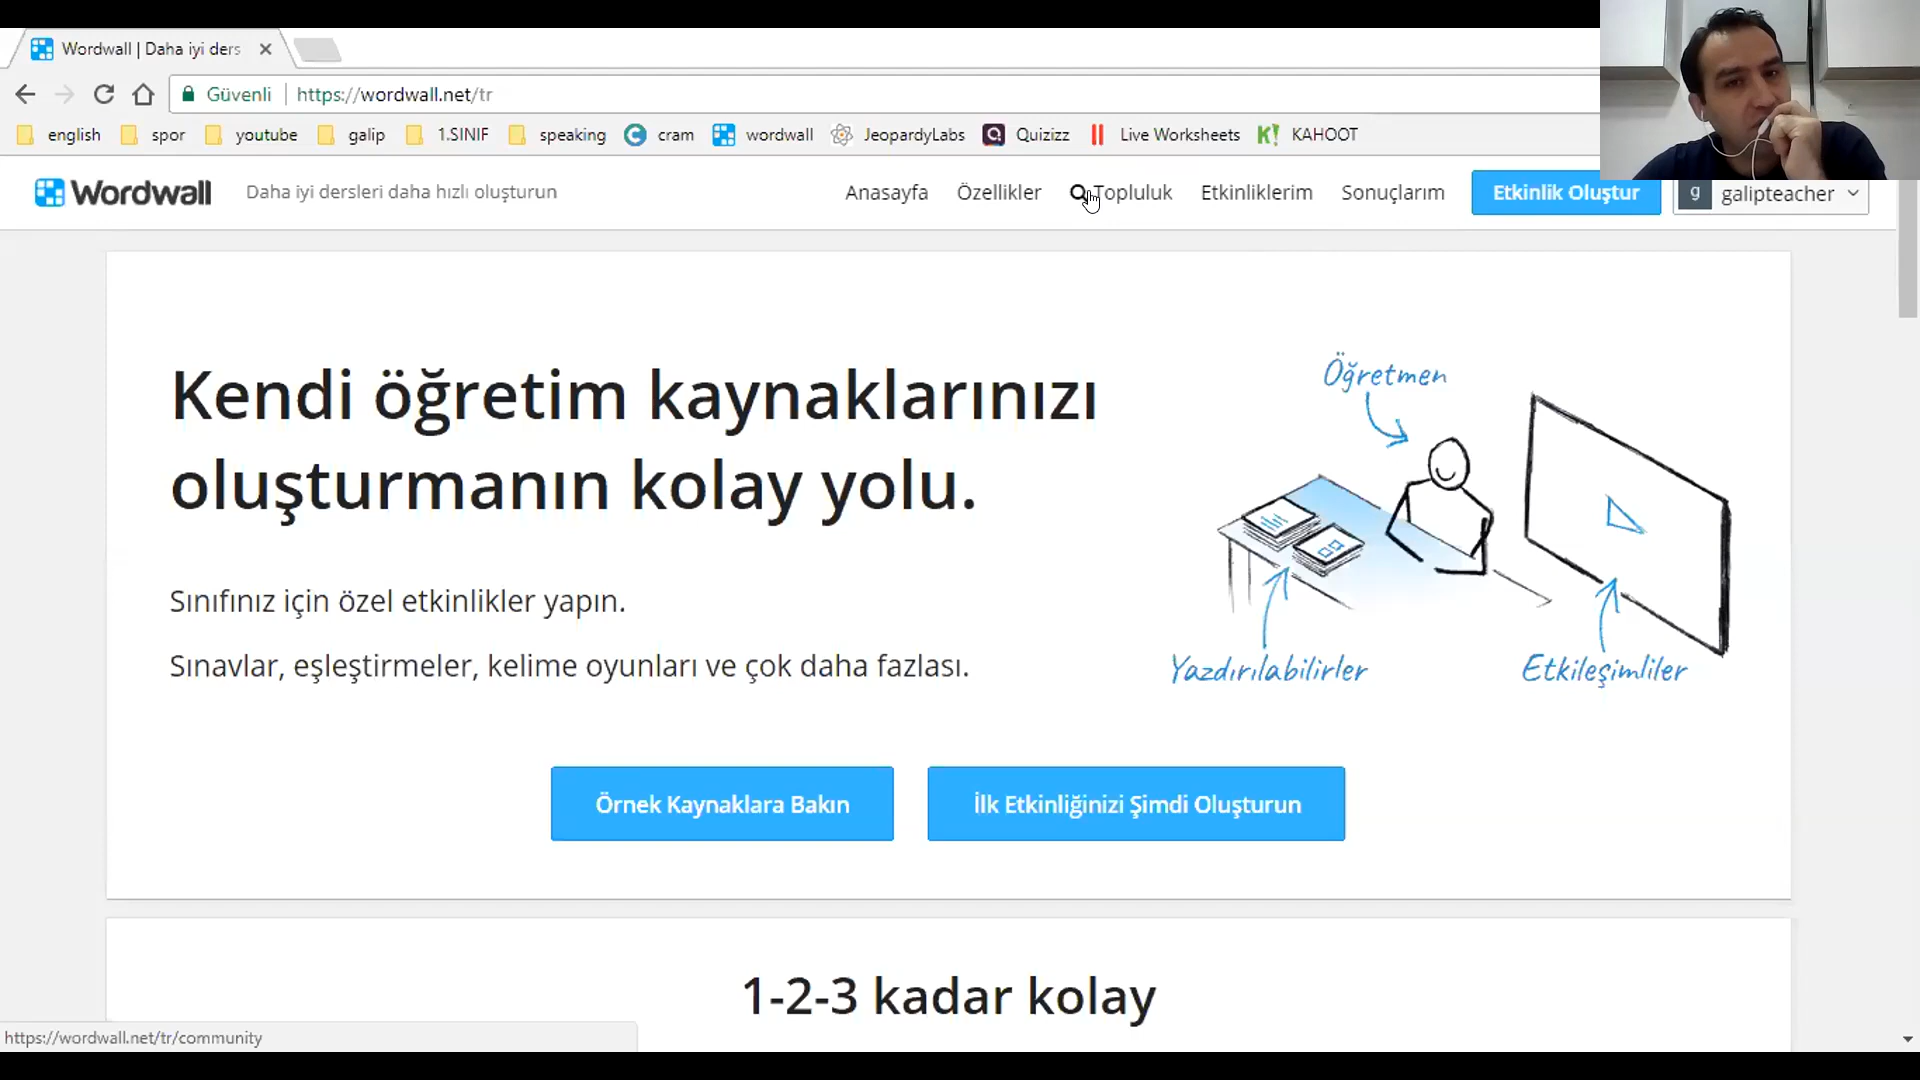 Wordwall | Daha iyi ders
Güvenli https://wordwall.net/tr
english spor youtube galip 1.SINIF speaking cram wordwall JeopardyLabs Quizizz Live Worksheets KAHOOT
Wordwall Daha iyi dersleri daha hızlı oluşturun Anasayfa Özellikler Topluluk Etkinliklerim Sonuçlarım Etkinlik Oluştur g galipteacher
Kendi öğretim kaynaklarınızı
oluşturmanın kolay yolu.
Sınıfınız için özel etkinlikler yapın.
Sınavlar, eşleştirmeler, kelime oyunları ve çok daha fazlası.
Öğretmen
Yazdırılabilirler Etkileşimliler
Örnek Kaynaklara Bakın İlk Etkinliğinizi Şimdi Oluşturun
1-2-3 kadar kolay
https://wordwall.net/tr/community